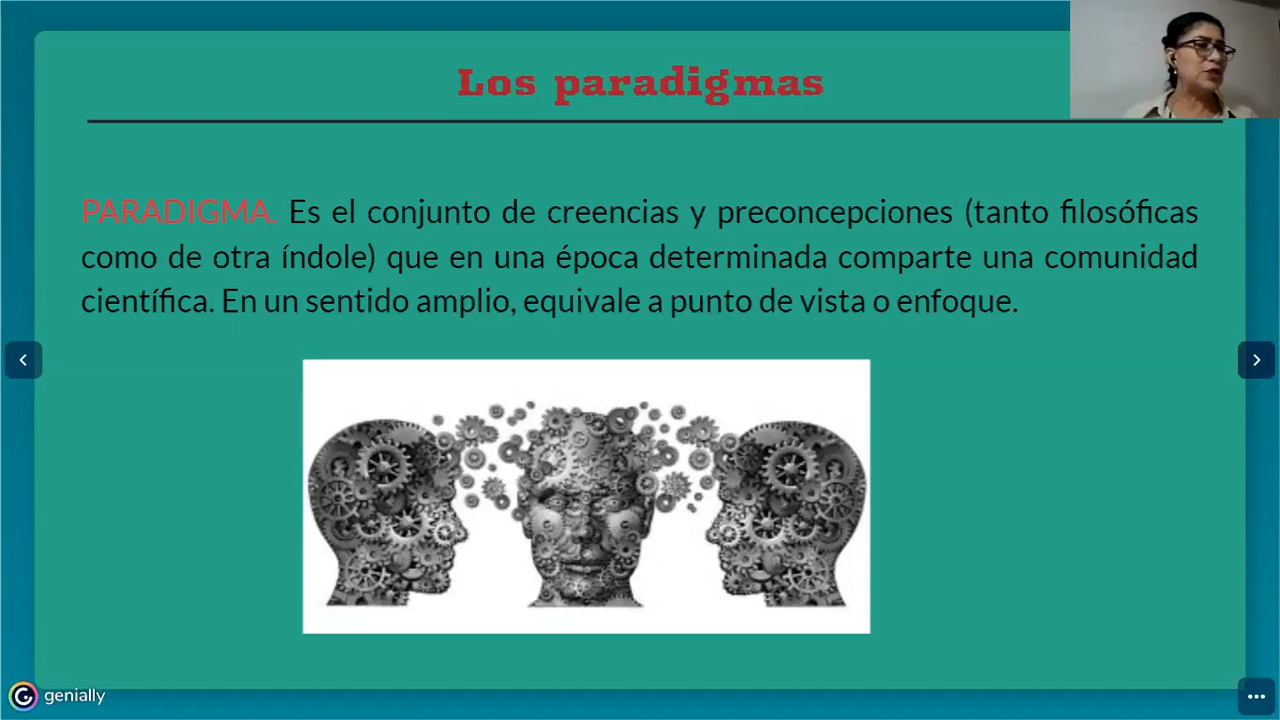 Los paradigmas
PARADIGMA. Es el conjunto de creencias y preconcepciones (tanto filosóficas
como de otra índole) que en una época determinada comparte una comunidad
científica. En un sentido amplio, equivale a punto de vista o enfoque.
genially